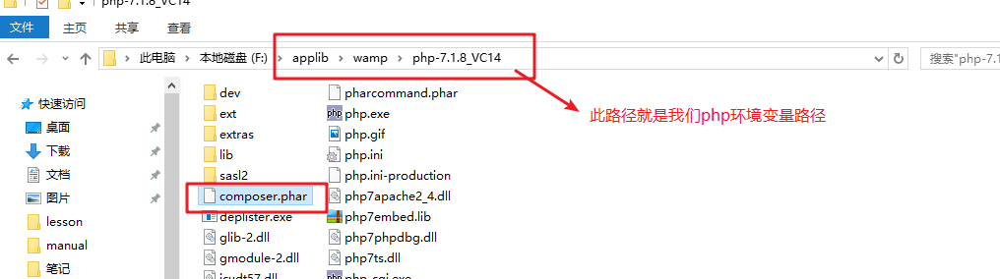 php-7.1.8_VC14
文件 主页 共享 查看
此电脑 本地磁盘 (F:) applib wamp php-7.1.8_VC14
搜索"php-7.1
快速访问
桌面
下载
文档
图片
lesson
manual
笔记
dev
ext
extras
lib
sasl2
composer.phar
deplister.exe
glib-2.dll
gmodule-2.dll
icudt57.dll
pharcommand.phar
php.exe
php.gif
php.ini
php.ini-production
php7apache2_4.dll
php7embed.lib
php7phpdbg.dll
php7ts.dll
php-cgi.exe
此路径就是我们php环境变量路径